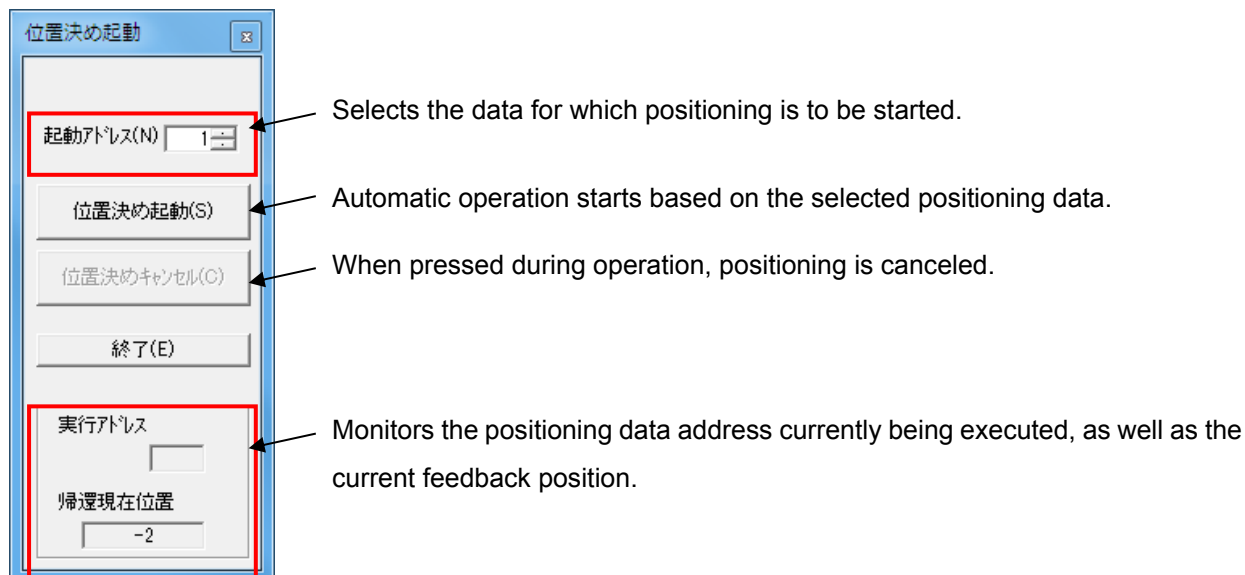 位置決め起動
起動アドレス(N) 1
Selects the data for which positioning is to be started.
位置決め起動(S)
Automatic operation starts based on the selected positioning data.
位置決めキャンセル(C)
When pressed during operation, positioning is canceled.
終了(E)
実行アドレス
Monitors the positioning data address currently being executed, as well as the
current feedback position.
帰還現在位置
-2